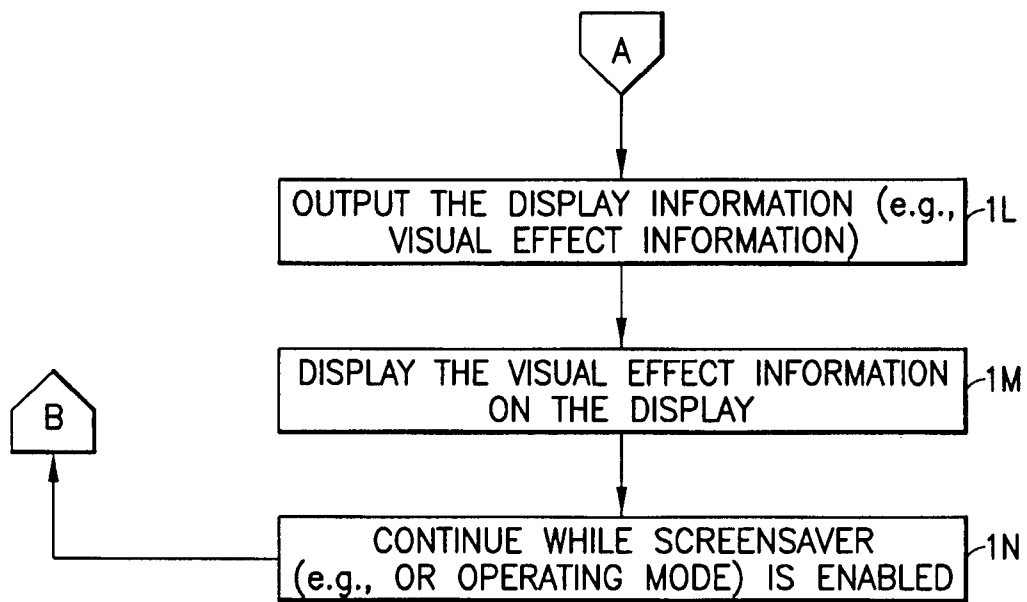 A
OUTPUT THE DISPLAY INFORMATION (e.g.,
VISUAL EFFECT INFORMATION)
1L
DISPLAY THE VISUAL EFFECT INFORMATION
ON THE DISPLAY
1M
B
CONTINUE WHILE SCREENSAVER
(e.g., OR OPERATING MODE) IS ENABLED
1N